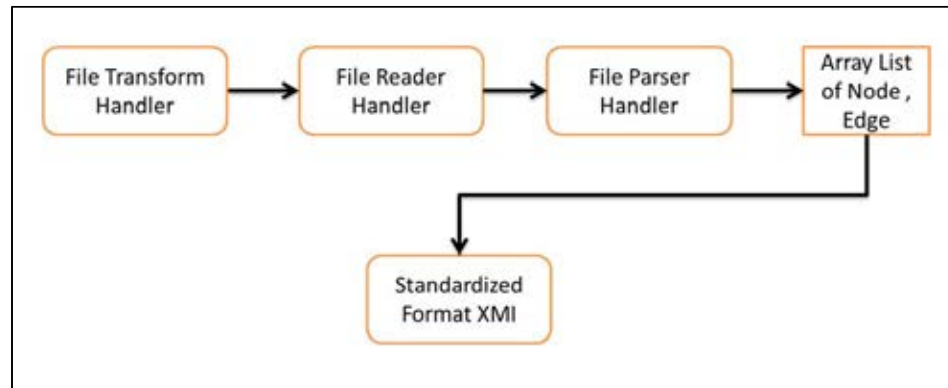 File Transform
Handler
File Reader
Handler
File Parser
Handler
Array List
of Node ,
Edge
Standardized
Format XMI